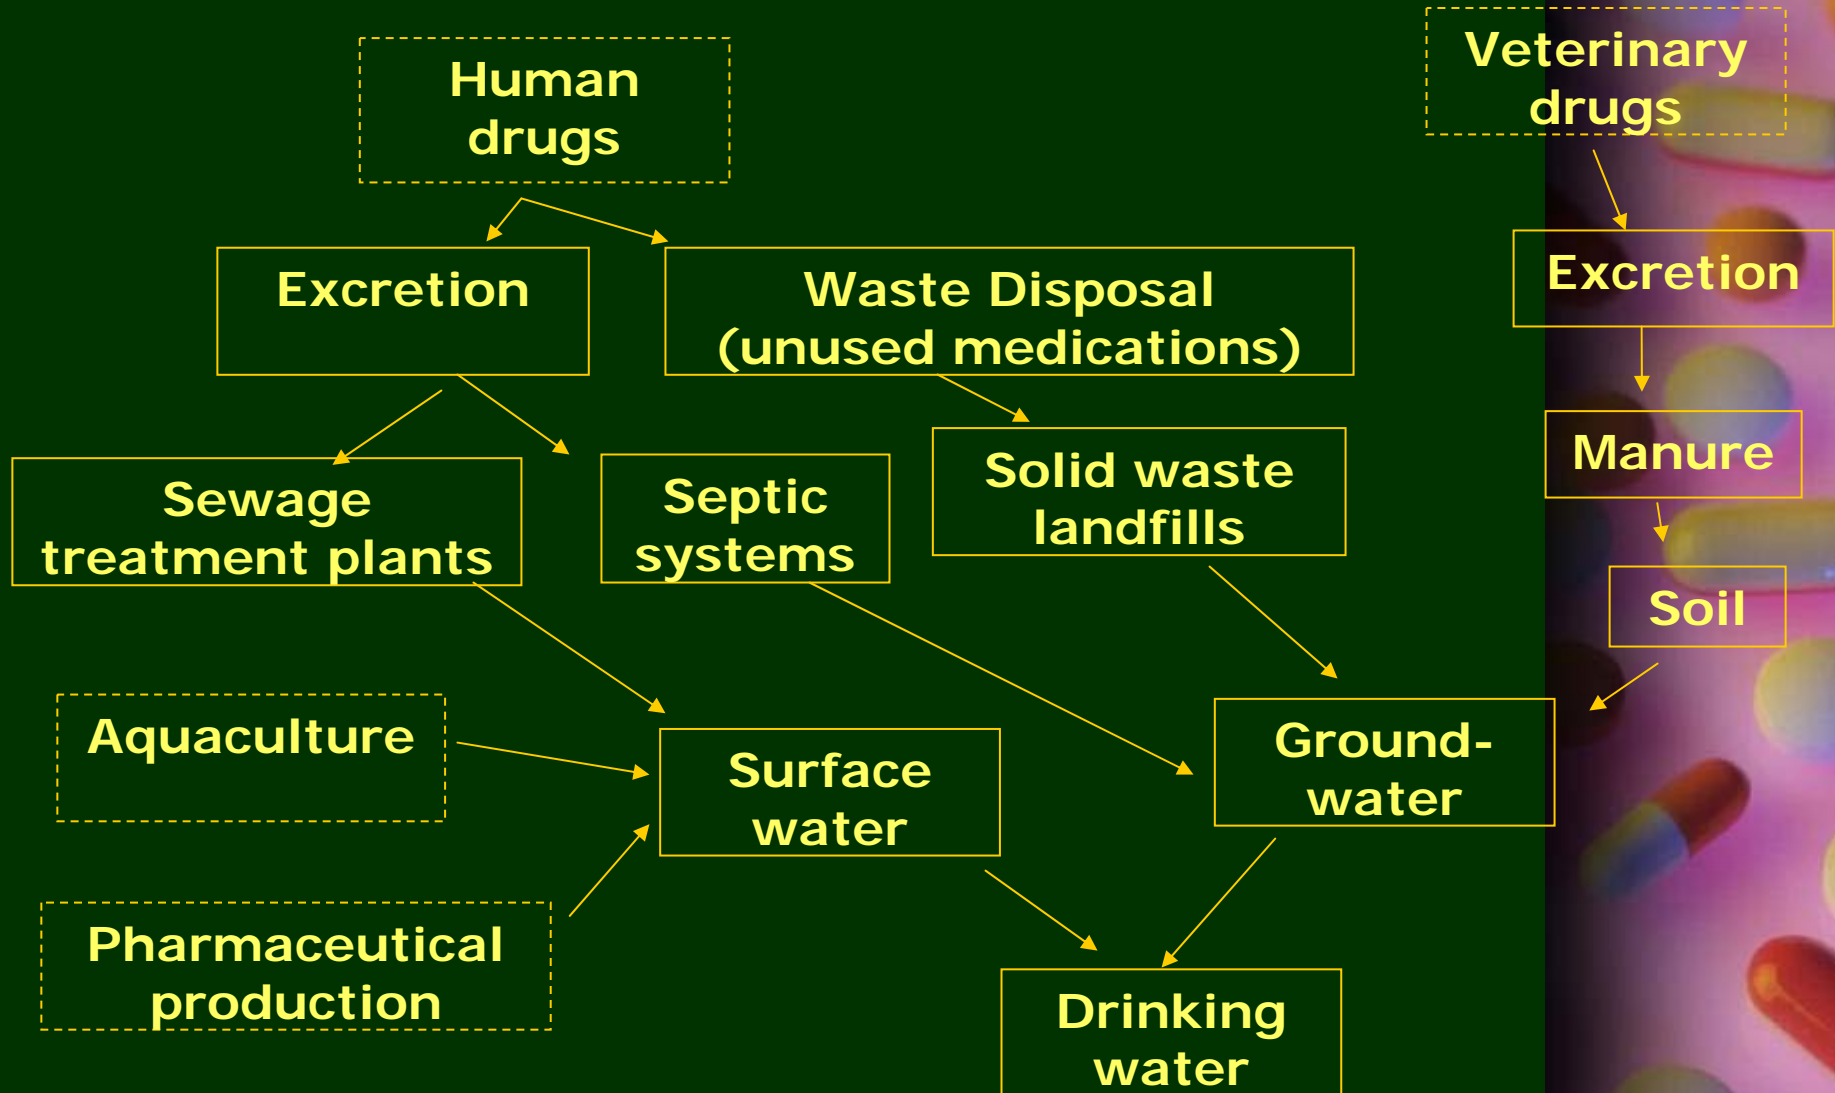 Human
drugs
Veterinary
drugs
Excretion
Waste Disposal
(unused medications)
Excretion
Sewage
treatment plants
Septic
systems
Solid waste
landfills
Manure
Soil
Aquaculture
Surface
water
Ground-
water
Pharmaceutical
production
Drinking
water